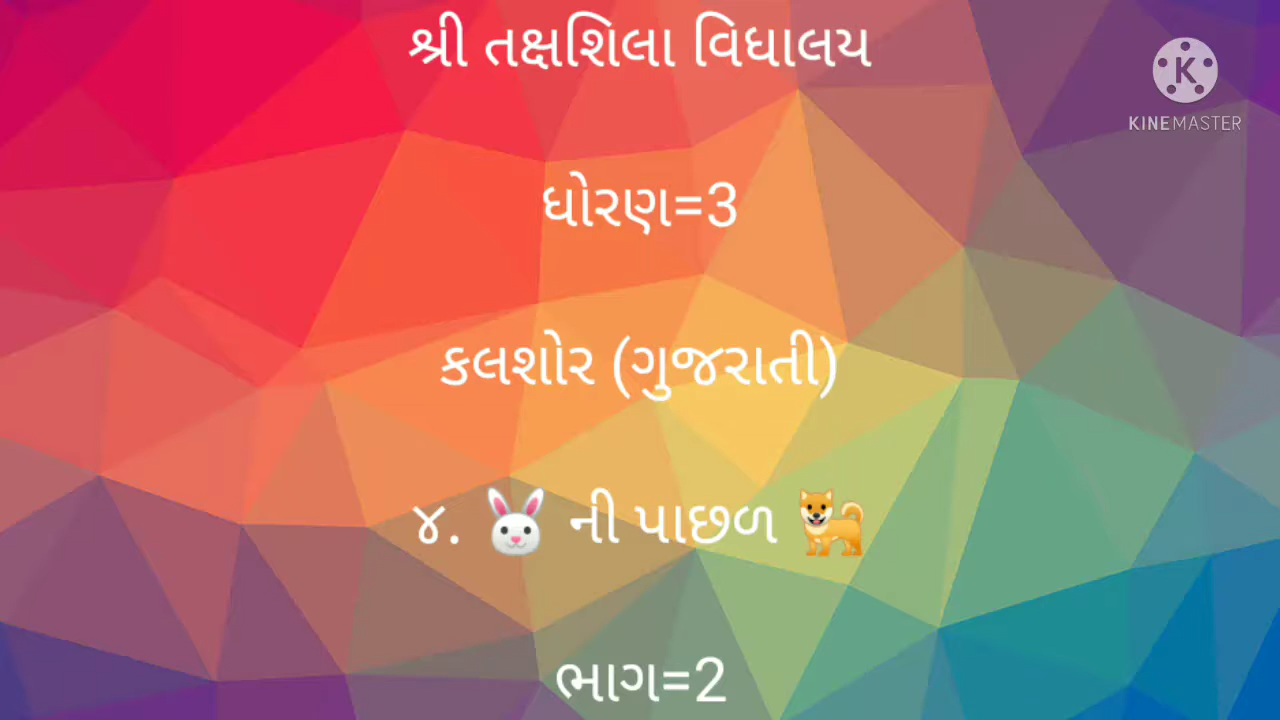 શ્રી તક્ષશિલા વિધાલય
K
KINEMASTER
ધોરણ=3
કલશોર (ગુજરાતી)
૪. 🐰 ની પાછળ 🐕
ભાગ=2